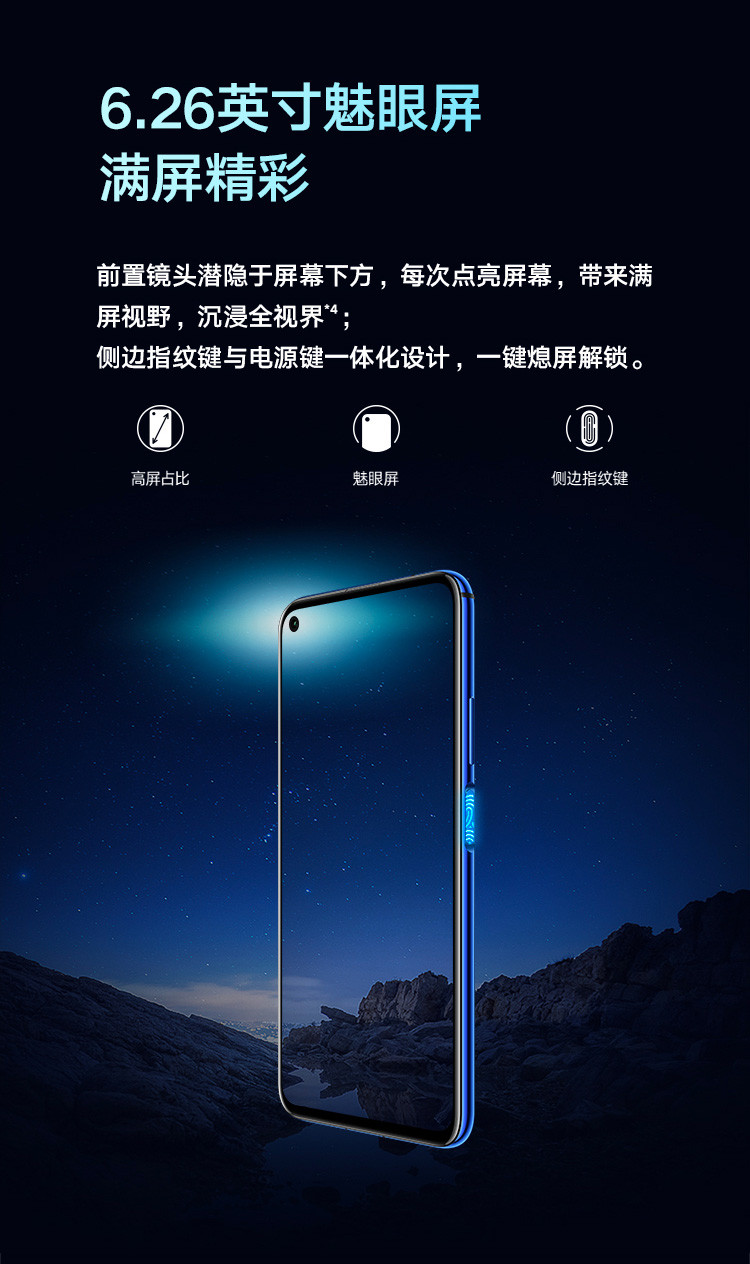 6.26英寸魅眼屏
满屏精彩
前置镜头潜隐于屏幕下方，每次点亮屏幕，带来满
屏视野，沉浸全视界*4；
侧边指纹键与电源键一体化设计，一键熄屏解锁。
高屏占比
魅眼屏
侧边指纹键